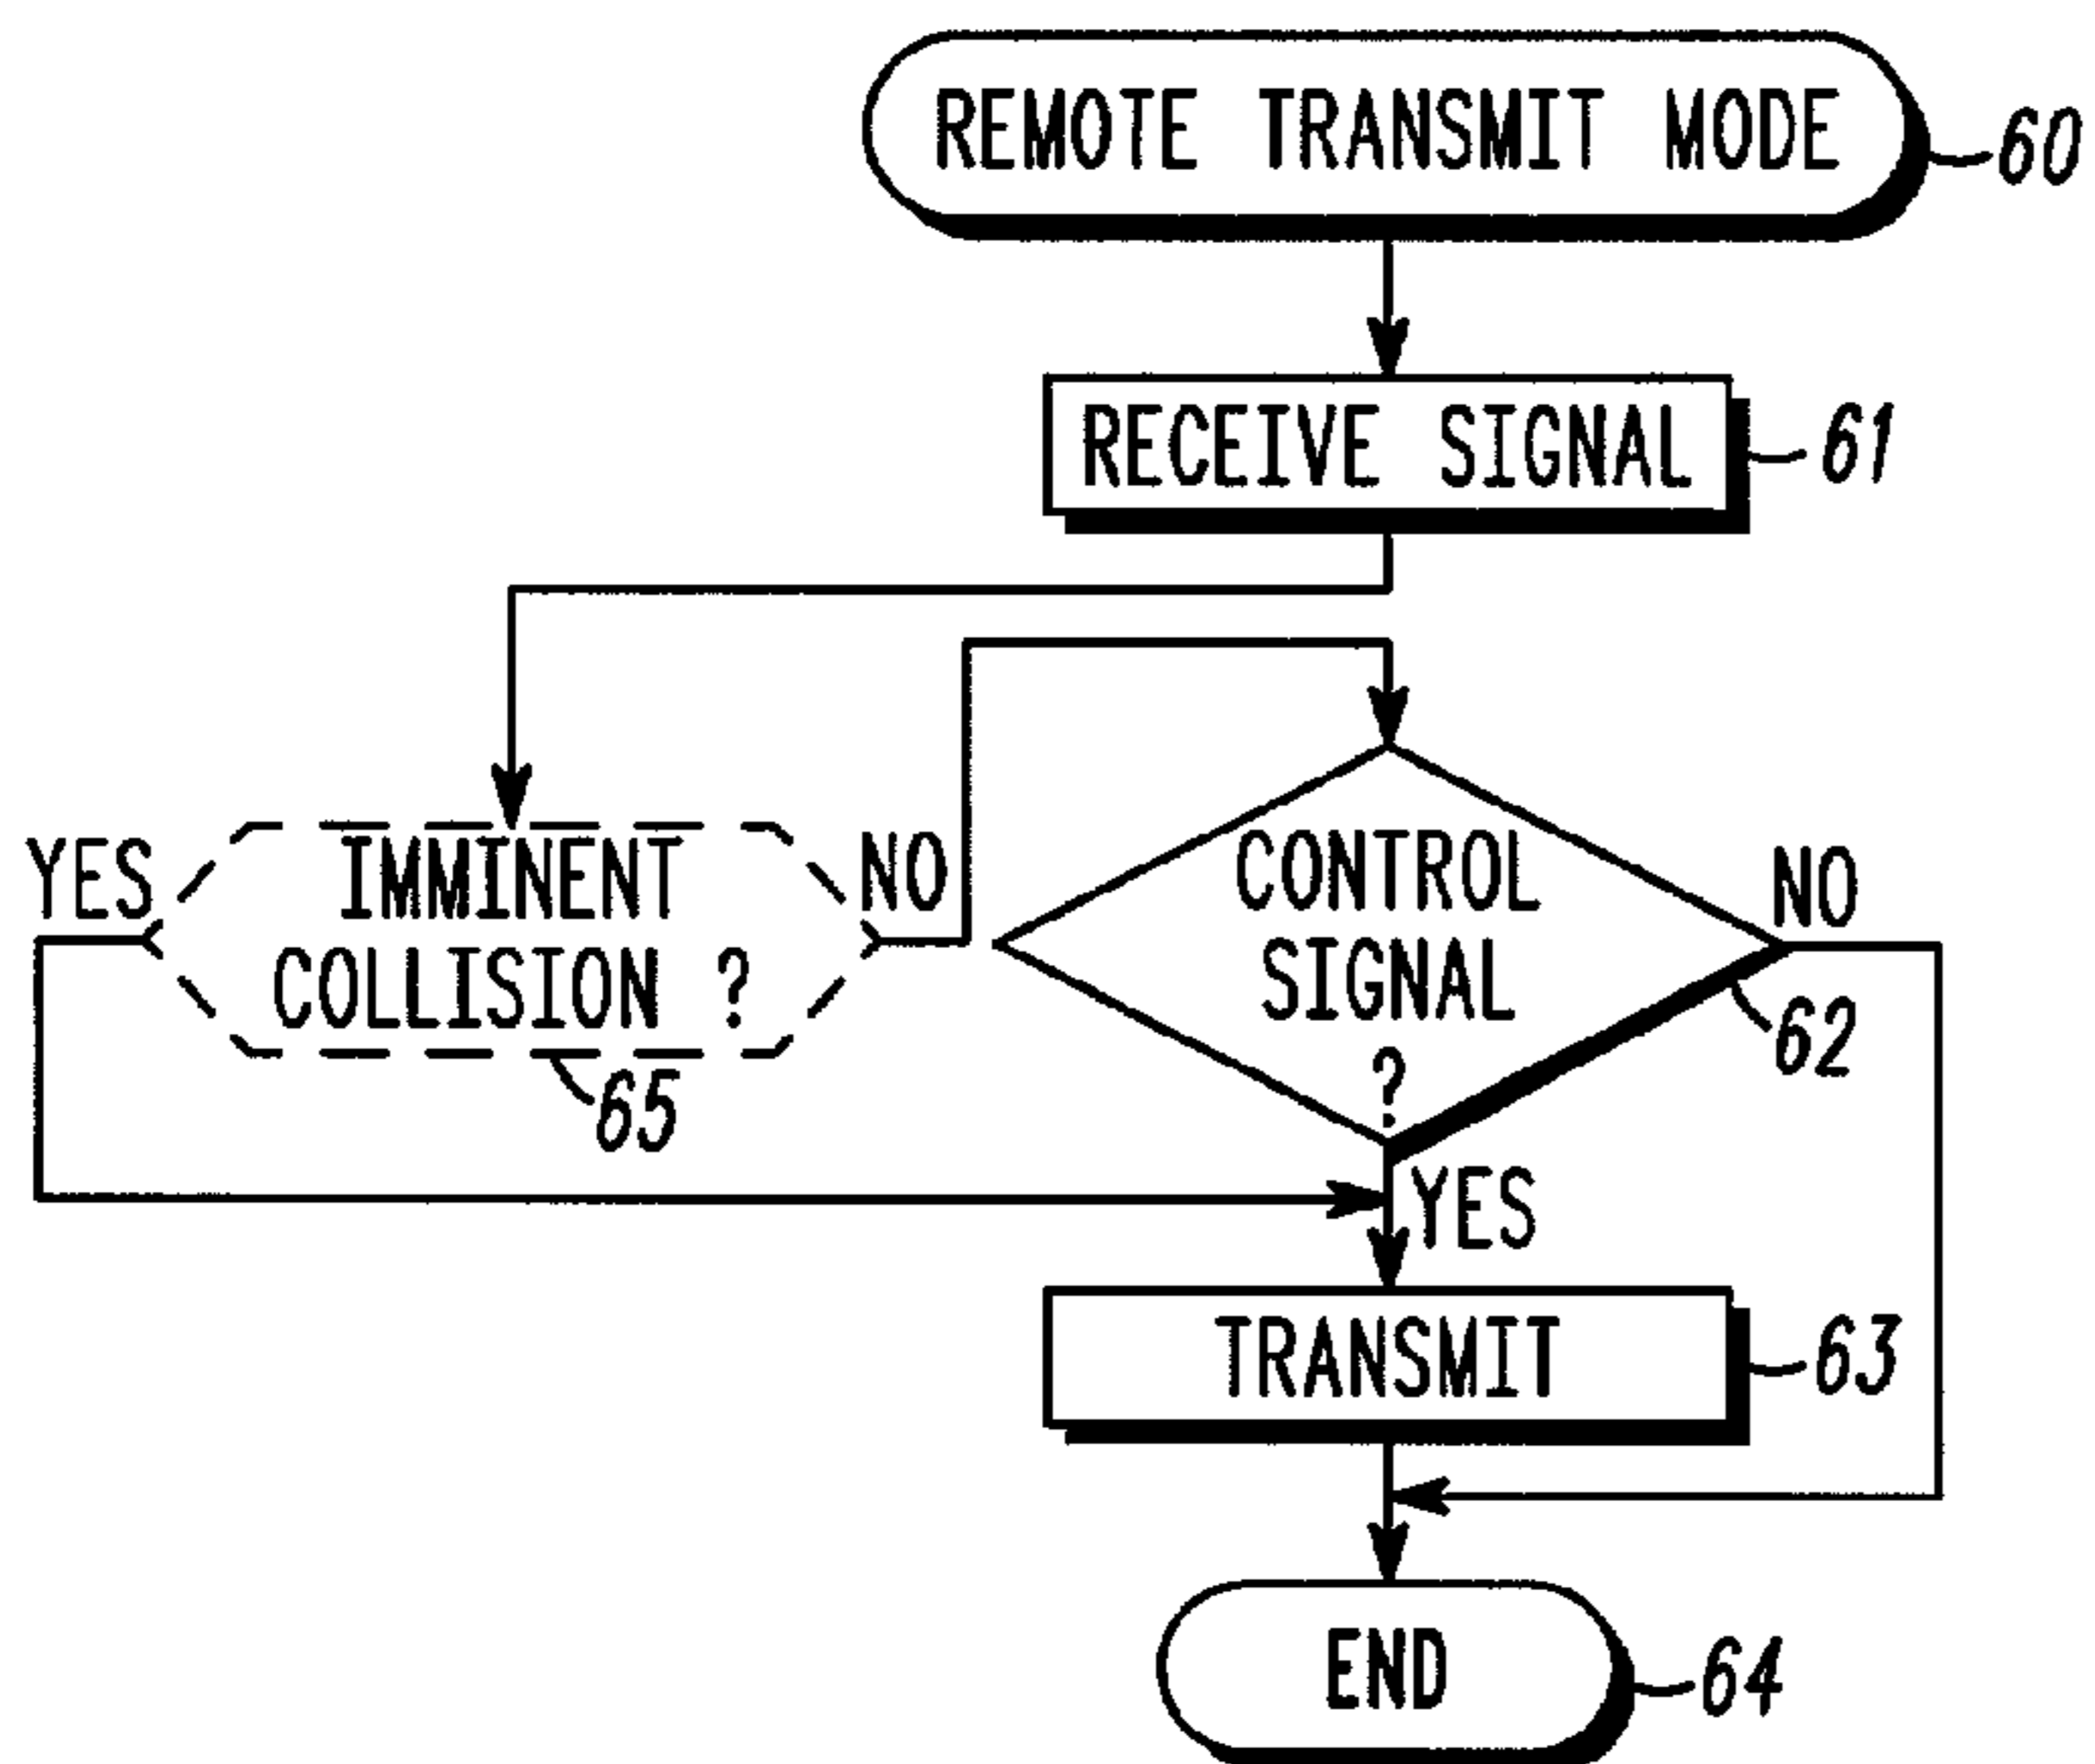 REMOTE TRANSMIT MODE
60
RECEIVE SIGNAL
61
YES
IMMINENT
COLLISION ?
NO
65
CONTROL
SIGNAL
?
NO
62
YES
TRANSMIT
63
END
64